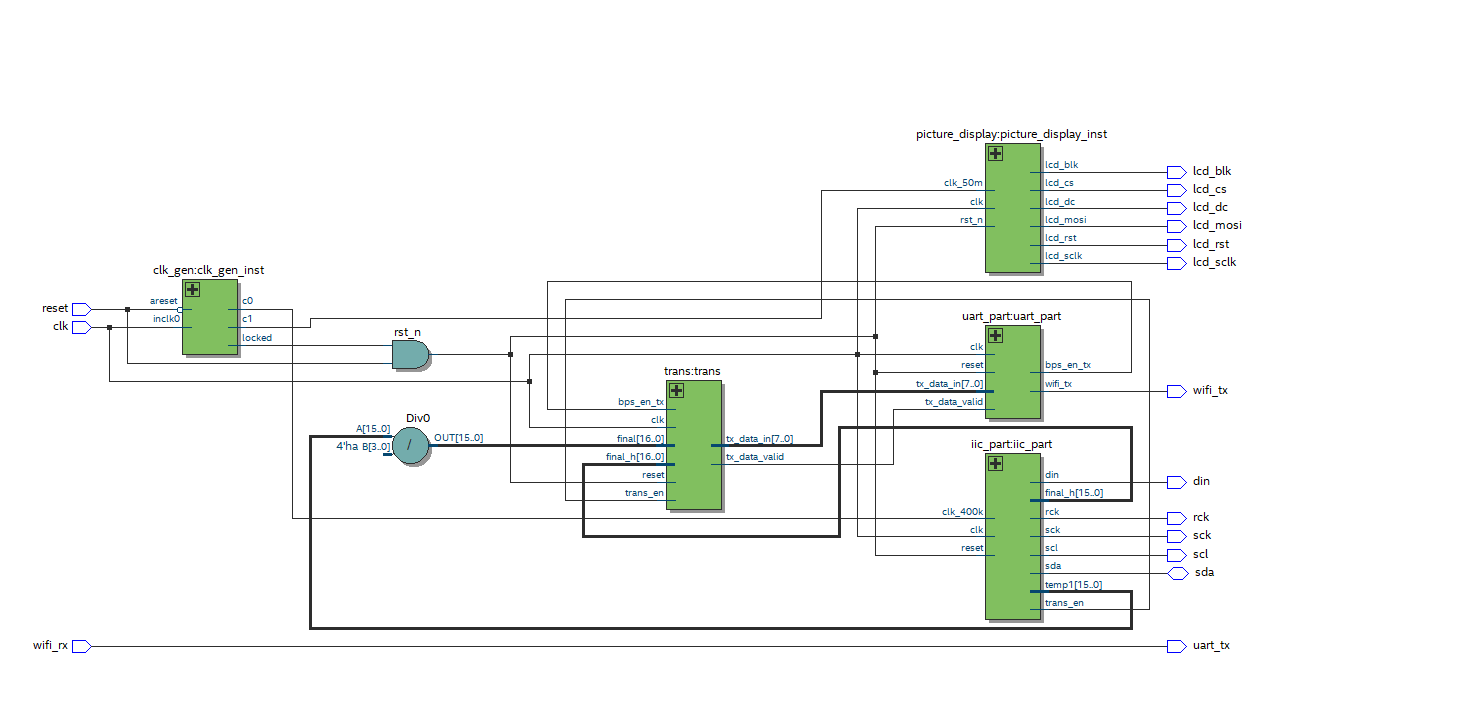 picture_display:picture_display_inst
clk_50m
clk
rst_n
lcd_blk
lcd_cs
lcd_dc
lcd_mosi
lcd_rst
lcd_sclk
lcd_blk
lcd_cs
lcd_dc
lcd_mosi
lcd_rst
lcd_sclk
clk_gen:clk_gen_inst
reset
clk
areset
inclk0
c0
c1
locked
rst_n
uart_part:uart_part
clk
reset
tx_data_in[7..0]
tx_data_valid
bps_en_tx
wifi_tx
wifi_tx
trans:trans
bps_en_tx
clk
final[16..0]
final_h[16..0]
reset
trans_en
tx_data_in[7..0]
tx_data_valid
Div0
A[15..0]
4'ha B[3..0]
/
OUT[15..0]
iic_part:iic_part
clk_400k
clk
reset
din
final_h[15..0]
rck
sck
scl
sda
temp1[15..0]
trans_en
din
rck
sck
scl
sda
wifi_rx
uart_tx